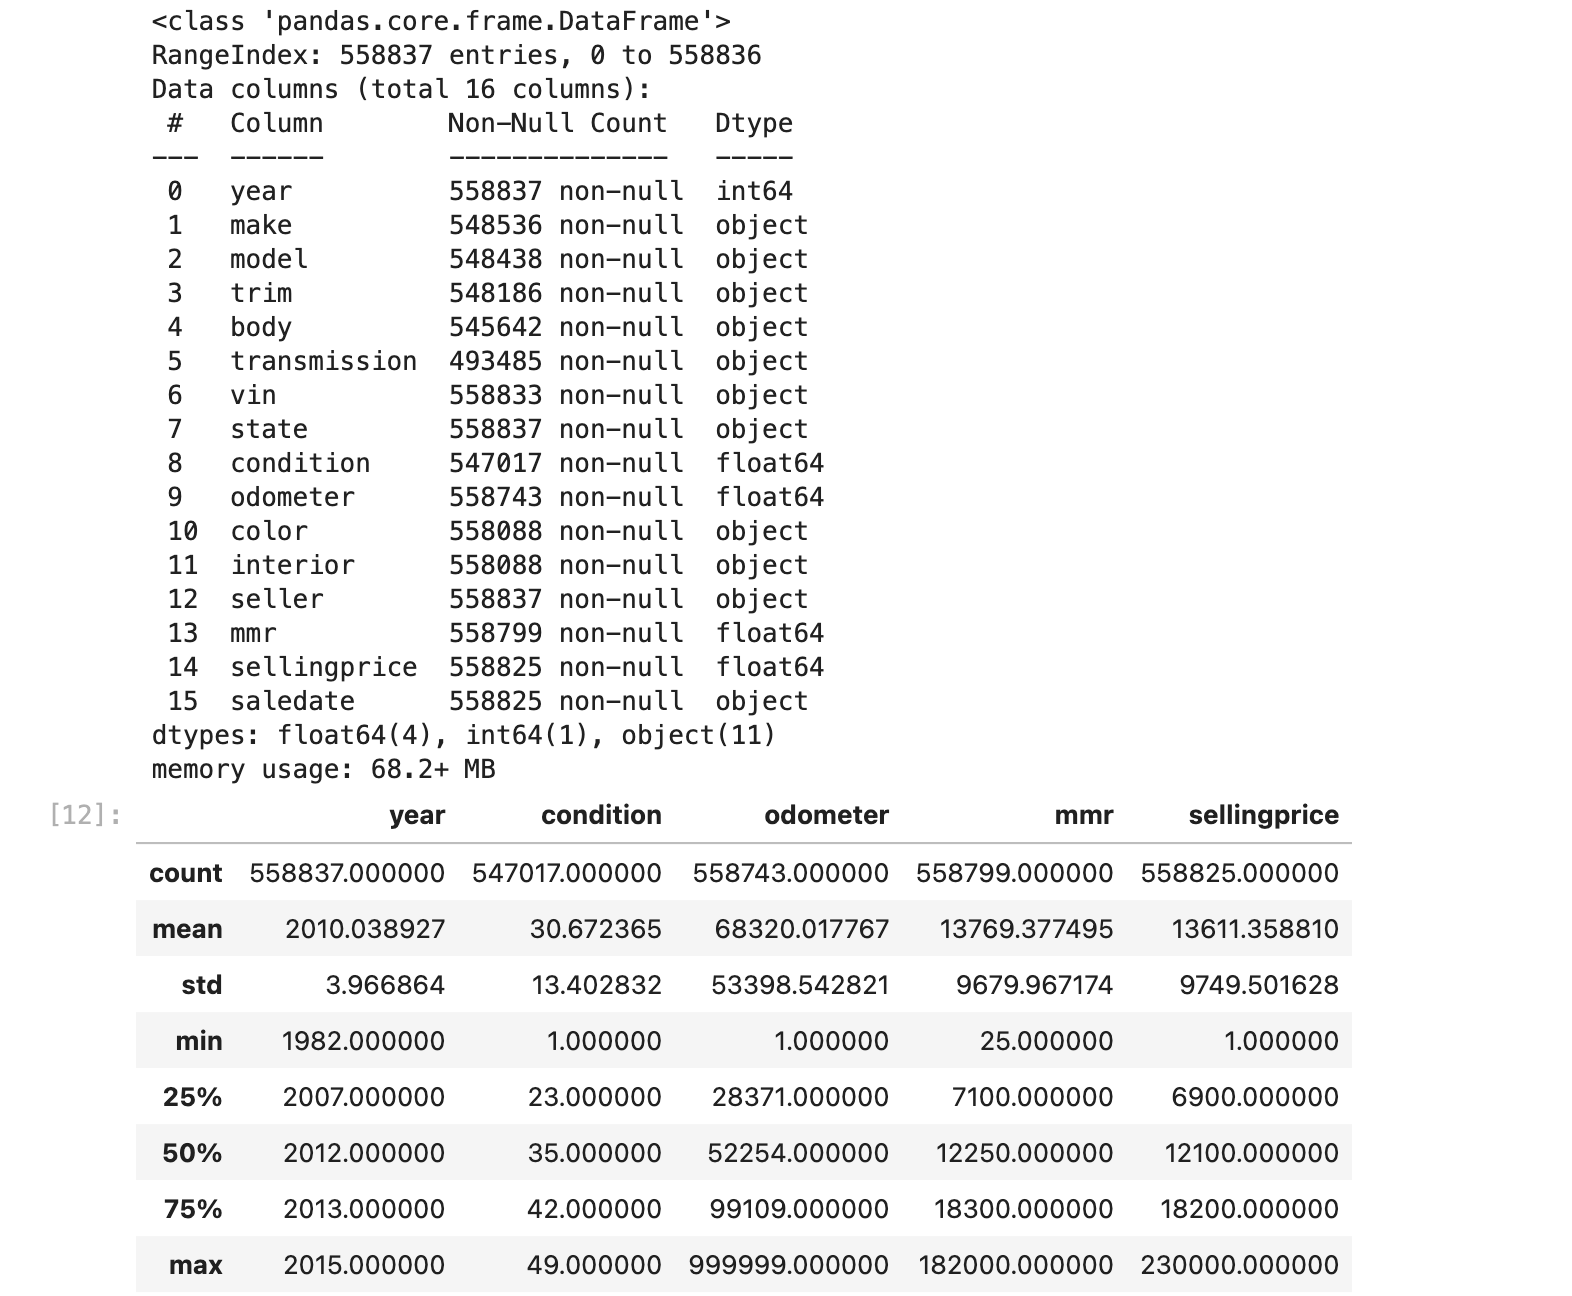 <class 'pandas.core.frame.DataFrame'>
RangeIndex: 558837 entries, 0 to 558836
Data columns (total 16 columns):
 #   Column        Non-Null Count   Dtype
---  ------        --------------   -----
 0   year          558837 non-null  int64
 1   make          548536 non-null  object
 2   model         548438 non-null  object
 3   trim          548186 non-null  object
 4   body          545642 non-null  object
 5   transmission  493485 non-null  object
 6   vin           558833 non-null  object
 7   state         558837 non-null  object
 8   condition     547017 non-null  float64
 9   odometer      558743 non-null  float64
 10  color         558088 non-null  object
 11  interior      558088 non-null  object
 12  seller        558837 non-null  object
 13  mmr           558799 non-null  float64
 14  sellingprice  558825 non-null  float64
 15  saledate      558825 non-null  object
dtypes: float64(4), int64(1), object(11)
memory usage: 68.2+ MB
[12]: year condition odometer mmr sellingprice
count 558837.000000 547017.000000 558743.000000 558799.000000 558825.000000
mean 2010.038927 30.672365 68320.017767 13769.377495 13611.358810
std 3.966864 13.402832 53398.542821 9679.967174 9749.501628
min 1982.000000 1.000000 1.000000 25.000000 1.000000
25% 2007.000000 23.000000 28371.000000 7100.000000 6900.000000
50% 2012.000000 35.000000 52254.000000 12250.000000 12100.000000
75% 2013.000000 42.000000 99109.000000 18300.000000 18200.000000
max 2015.000000 49.000000 999999.000000 182000.000000 230000.000000